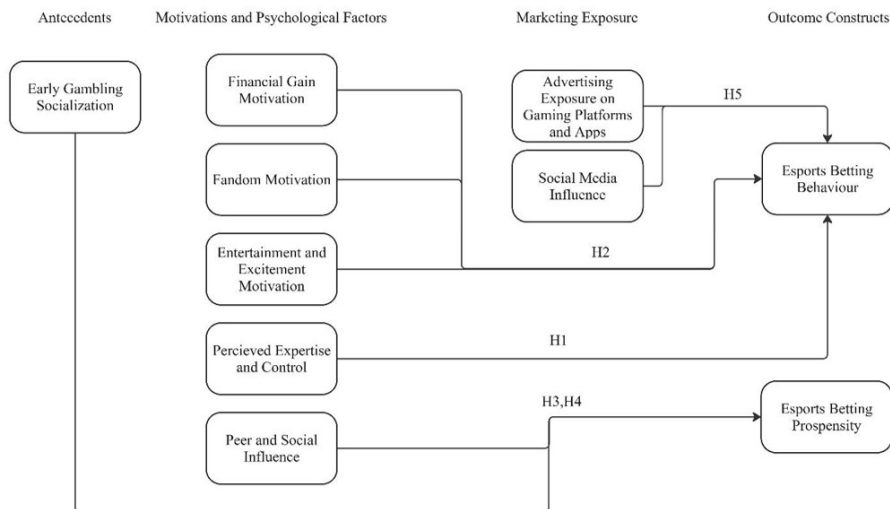 Antecedents
Motivations and Psychological Factors
Marketing Exposure
Outcome Constructs
Early Gambling
Socialization
Financial Gain
Motivation
Fandom Motivation
Entertainment and
Excitement
Motivation
Percieved Expertise
and Control
Peer and Social
Influence
Advertising
Exposure on
Gaming Platforms
and Apps
Social Media
Influence
H5
H2
H1
H3,H4
Esports Betting
Behaviour
Esports Betting
Prospensity